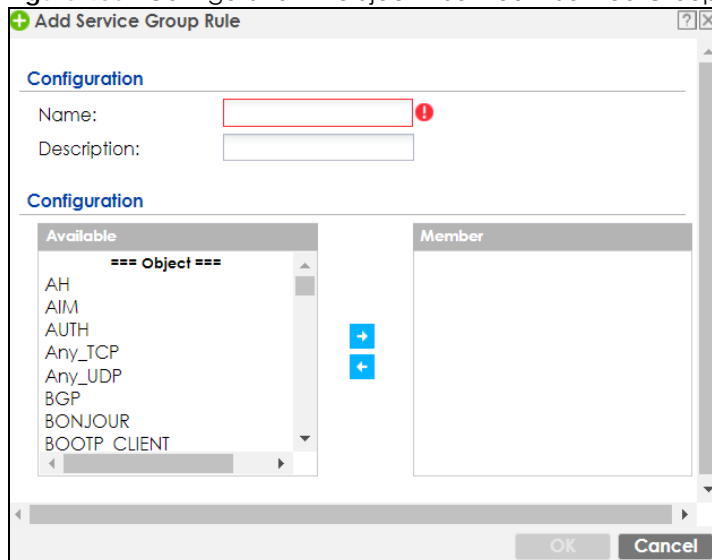 Add Service Group Rule
?
Configuration
Name:
!
Description:
Configuration
Available
Member
=== Object ===
AH
AIM
AUTH
Any_TCP
Any_UDP
BGP
BONJOUR
BOOTP_CLIENT
OK
Cancel